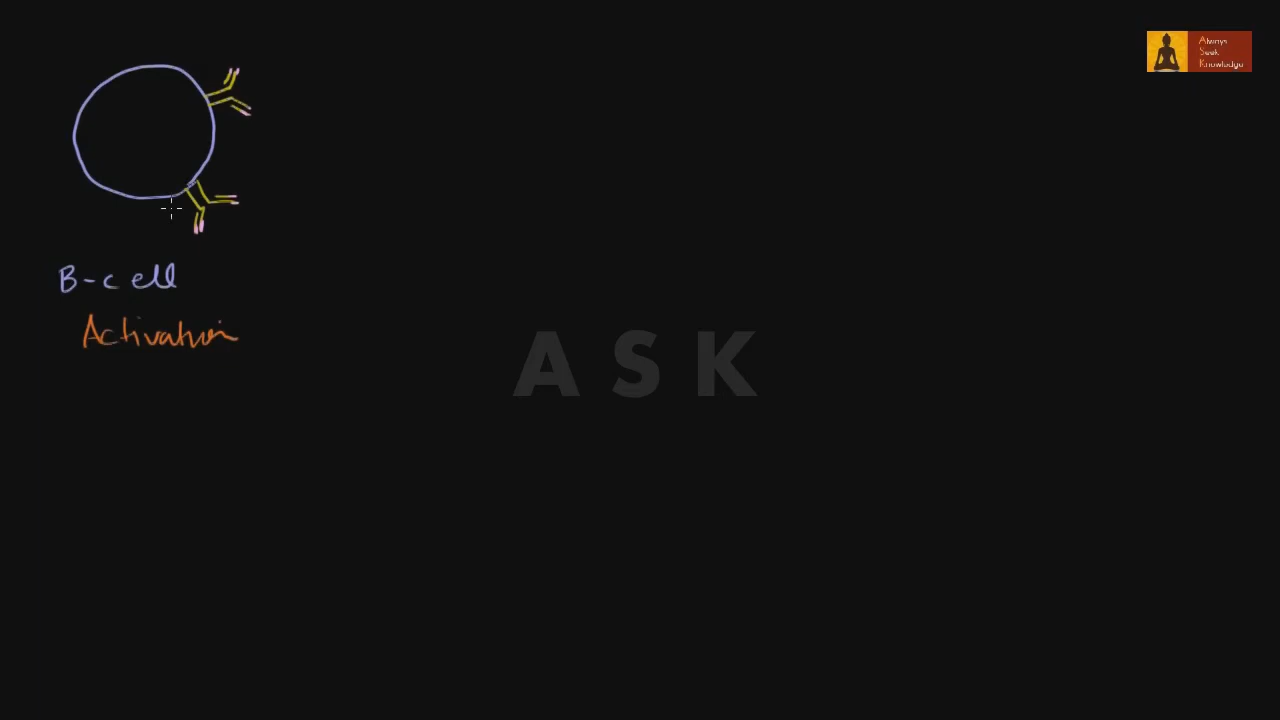 Always
Seek
Knowledge
B-cell
Activation
ASK